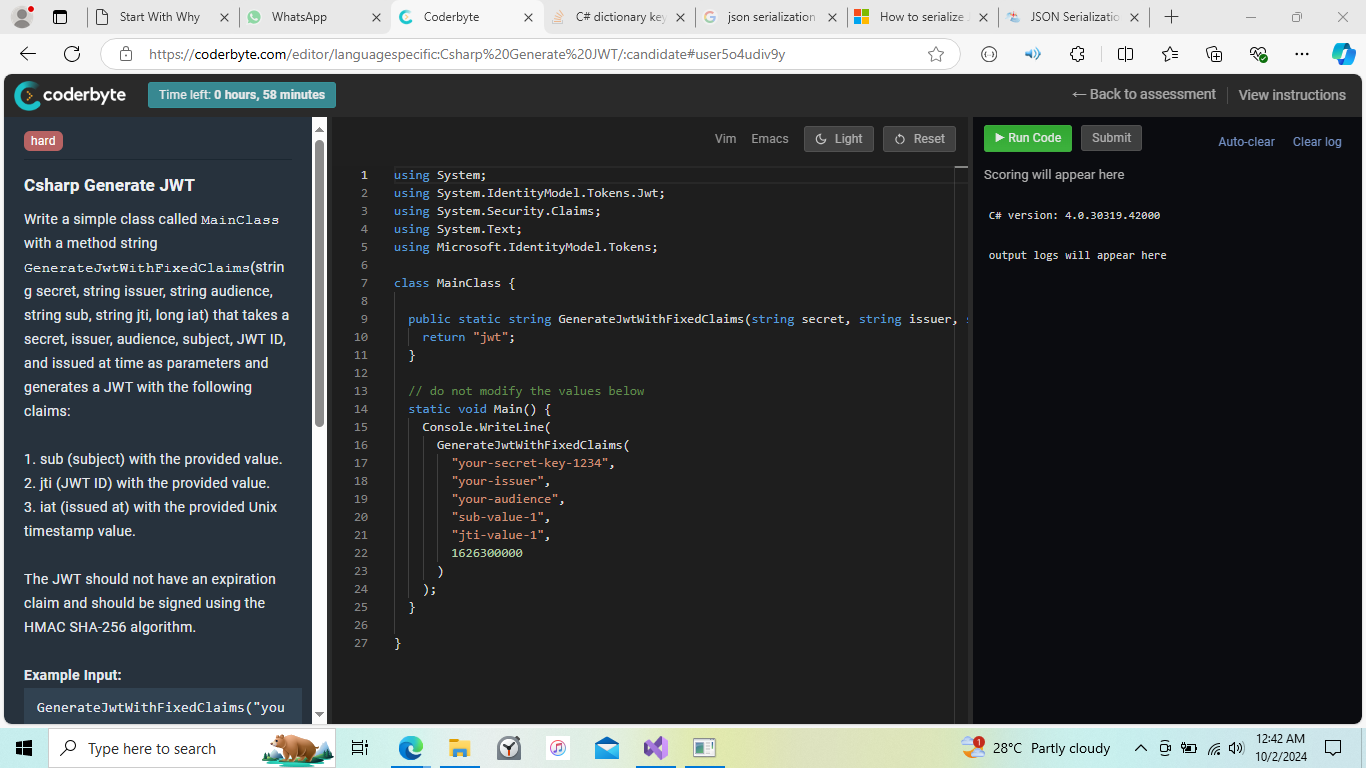 Start With Why
WhatsApp
Coderbyte
C# dictionary key
json serialization
How to serialize
JSON Serializatio
https://coderbyte.com/editor/languagespecific:Csharp%20Generate%20JWT/:candidate#user5o4udiv9y
coderbyte
Time left: 0 hours, 58 minutes
← Back to assessment
View instructions
hard
Csharp Generate JWT
Write a simple class called MainClass
with a method string
GenerateJwtWithFixedClaims(strin
g secret, string issuer, string audience,
string sub, string jti, long iat) that takes a
secret, issuer, audience, subject, JWT ID,
and issued at time as parameters and
generates a JWT with the following
claims:
1. sub (subject) with the provided value.
2. jti (JWT ID) with the provided value.
3. iat (issued at) with the provided Unix
timestamp value.
The JWT should not have an expiration
claim and should be signed using the
HMAC SHA-256 algorithm.
Example Input:
GenerateJwtWithFixedClaims("you
Vim
Emacs
Light
Reset
1 using System;
2 using System.IdentityModel.Tokens.Jwt;
3 using System.Security.Claims;
4 using System.Text;
5 using Microsoft.IdentityModel.Tokens;
6
7 class MainClass {
8
9 public static string GenerateJwtWithFixedClaims(string secret, string issuer,
10 return "jwt";
11 }
12
13 // do not modify the values below
14 static void Main() {
15 Console.WriteLine(
16 GenerateJwtWithFixedClaims(
17 "your-secret-key-1234",
18 "your-issuer",
19 "your-audience",
20 "sub-value-1",
21 "jti-value-1",
22 1626300000
23 )
24 );
25 }
26
27 }
Run Code
Submit
Auto-clear
Clear log
Scoring will appear here
C# version: 4.0.30319.42000
output logs will appear here
Type here to search
1
28°C Partly cloudy
12:42 AM
10/2/2024